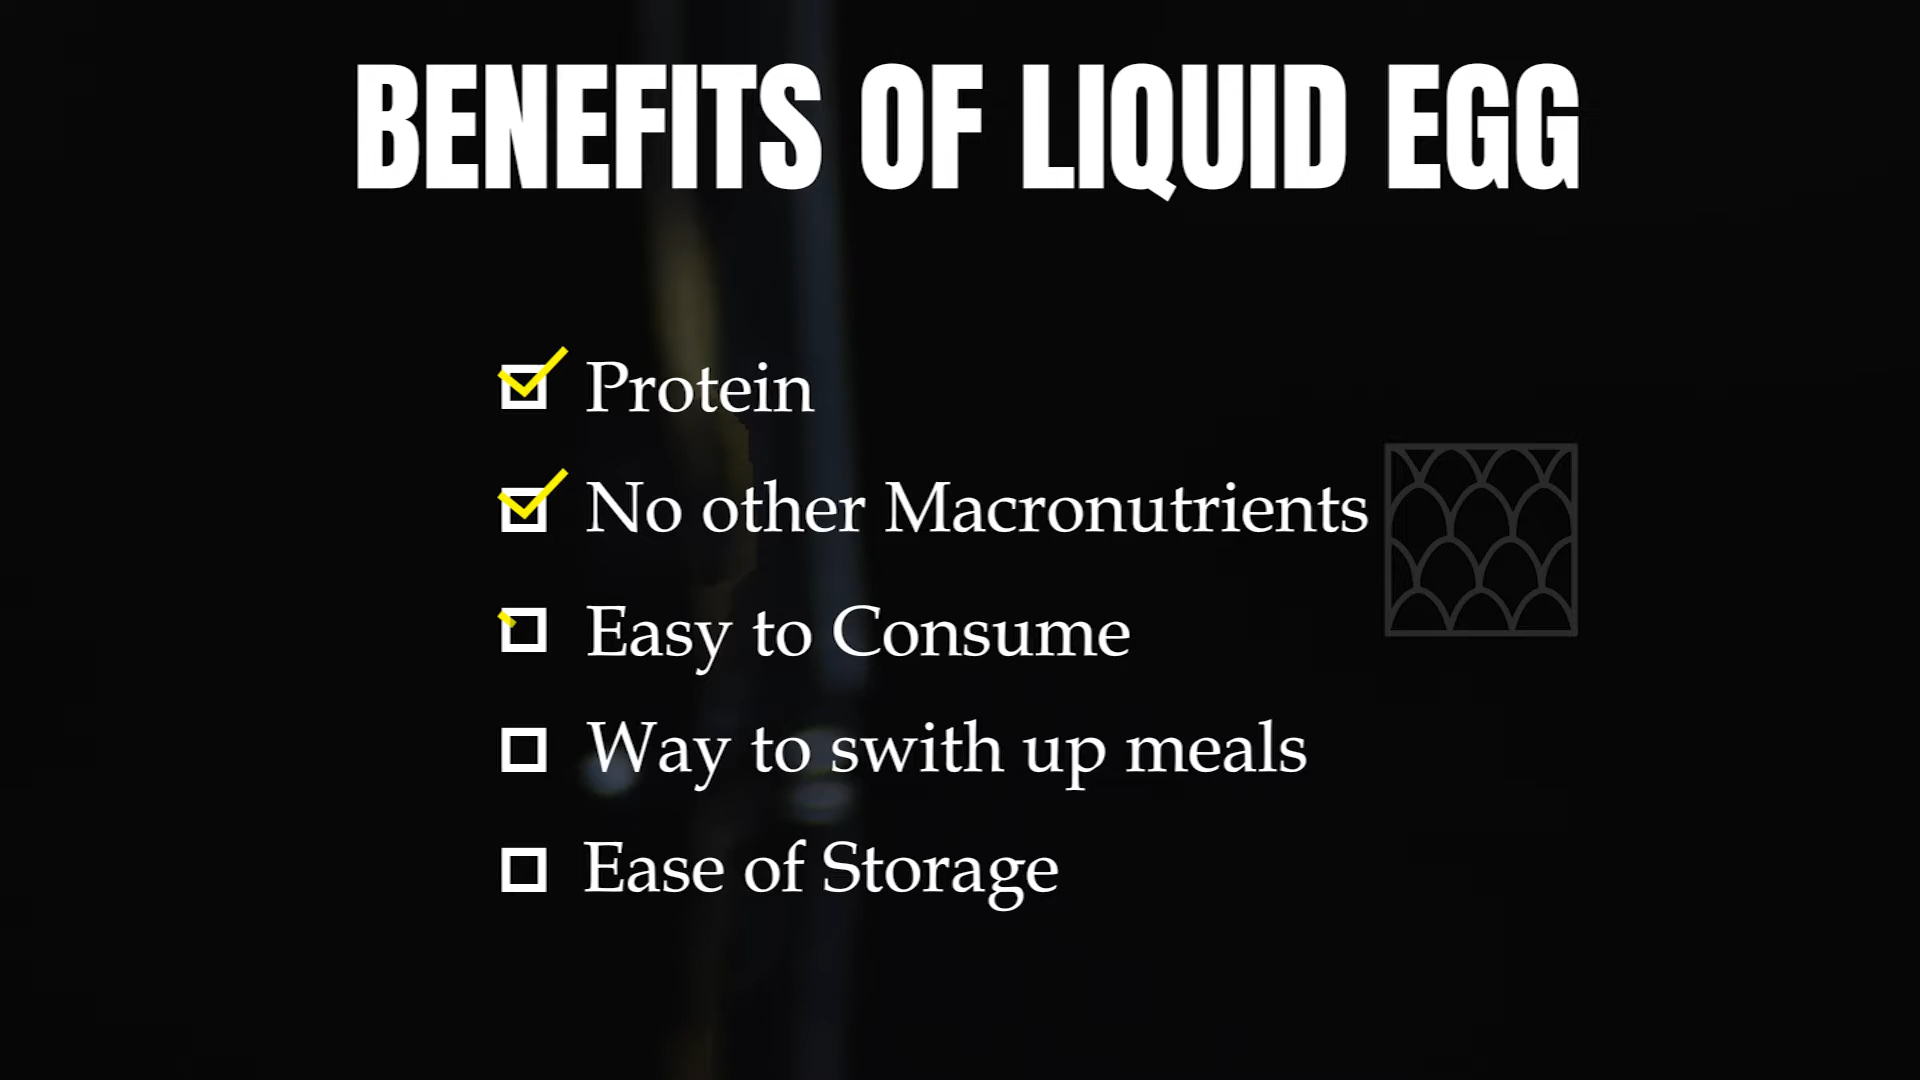 BENEFITS OF LIQUID EGG
Protein
No other Macronutrients
Easy to Consume
Way to swith up meals
Ease of Storage